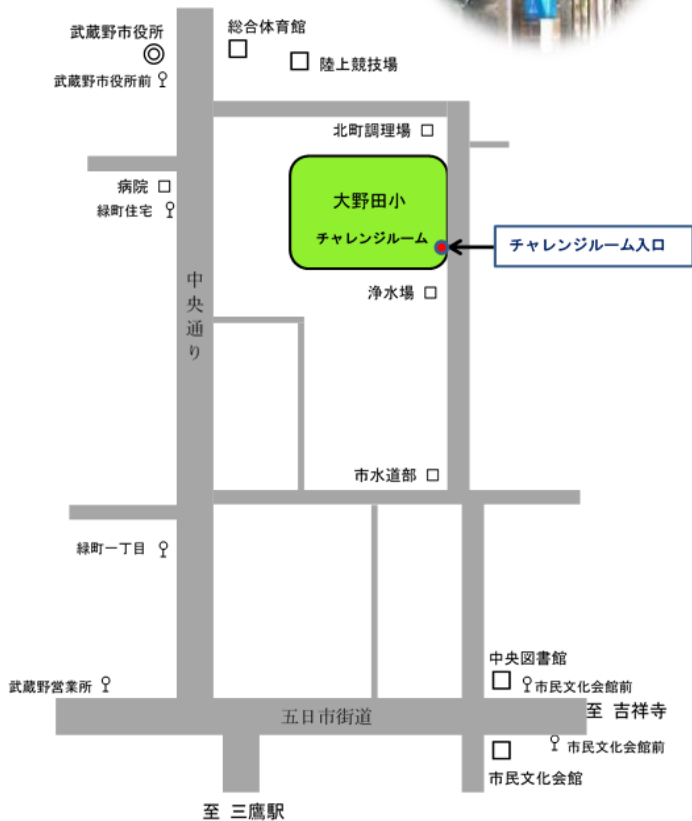 武蔵野市役所
総合体育館
陸上競技場
武蔵野市役所前
北町調理場
病院
緑町住宅
大野田小
チャレンジルーム
チャレンジルーム入口
浄水場
中央通り
市水道部
緑町一丁目
中央図書館
武蔵野営業所
市民文化会館前
至 吉祥寺
五日市街道
市民文化会館前
市民文化会館
至 三鷹駅